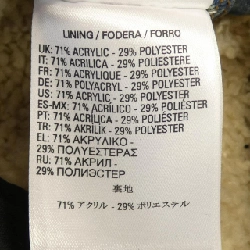 LINING / FODERA / FORRO
UK: 71% ACRYLIC - 29% POLYESTER
IT: 71% ACRILICA - 29% POLIESTERE
FR: 71% ACRYLIQUE - 29% POLYESTER
DE: 71% POLYACRYL - 29% POLYESTER
US: 71% ACRYLIC - 29% POLYESTER
ES-MX: 71% ACRÍLICO - 29% POLIÉSTER
PT: 71% ACRÍLICA - 29% POLIÉSTER
TR: 71% AKRİLİK - 29% POLYESTER
EL: 71% ΑΚΡΥΛΙΚΟ -
29% ΠΟΛΥΕΣΤΕΡΑΣ
RU: 71% АКРИЛ -
29% ПОЛИЭСТЕР
裏地
71% アクリル - 29% ポリエステル